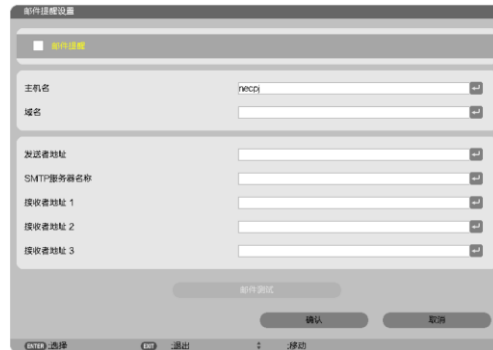 邮件提醒设置
邮件提醒
主机名 necpj
域名
发送者地址
SMTP服务器名称
接收者地址 1
接收者地址 2
接收者地址 3
邮件测试
确认 取消
ENTER :选择 EXIT :退出 :移动